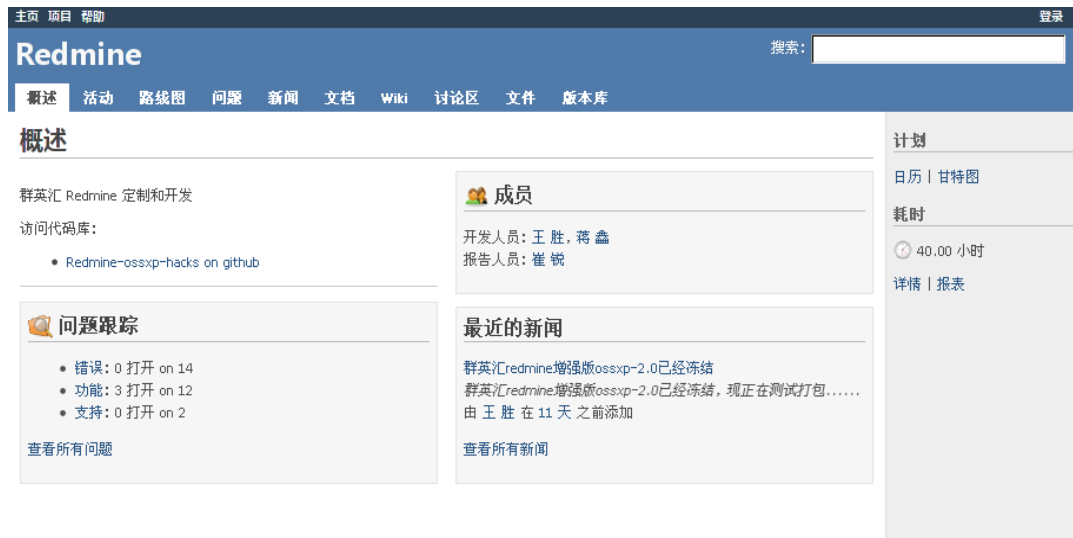 主页 项目 帮助 登录
Redmine
搜索:
概述 活动 路线图 问题 新闻 文档 Wiki 讨论区 文件 版本库
概述
群英汇 Redmine 定制和开发
访问代码库:
• Redmine-ossxp-hacks on github
问题跟踪
• 错误: 0 打开 on 14
• 功能: 3 打开 on 12
• 支持: 0 打开 on 2
查看所有问题
成员
开发人员: 王 胜, 蒋 鑫
报告人员: 崔 锐
最近的新闻
群英汇redmine增强版ossxp-2.0已经冻结
群英汇redmine增强版ossxp-2.0已经冻结，现正在测试打包......
由 王 胜 在 11 天 之前添加
查看所有新闻
计划
日历 | 甘特图
耗时
40.00 小时
详情 | 报表